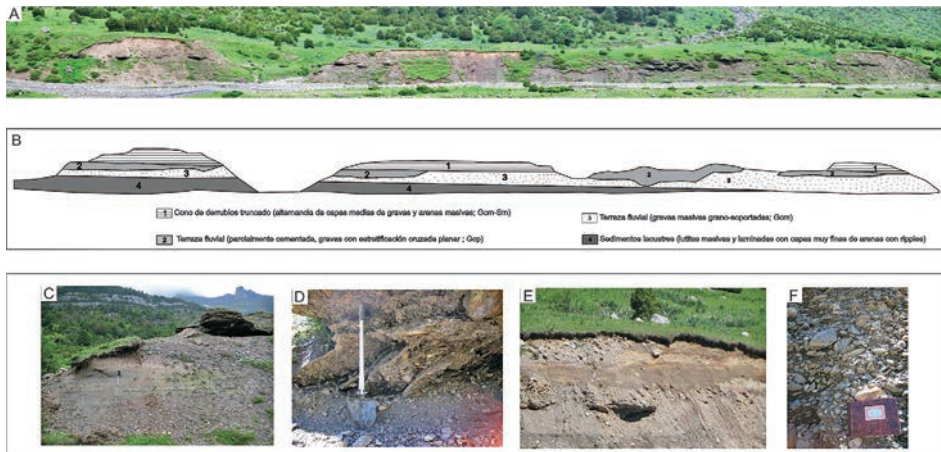 A
B
2
3
4
1
2
3
4
3
3
1
2
1 Cono de derrubios truncado (alternancia de capas medias de gravas y arenas masivas; Gcm-Sm)
3 Terraza fluvial (gravas masivas grano-soportadas; Gcm)
2 Terraza fluvial (parcialmente cementada, gravas con estratificación cruzada planar ; Gcp)
4 Sedimentos lacustres (lutitas masivas y laminadas con capas muy finas de arenas con ripples)
C
D
E
F